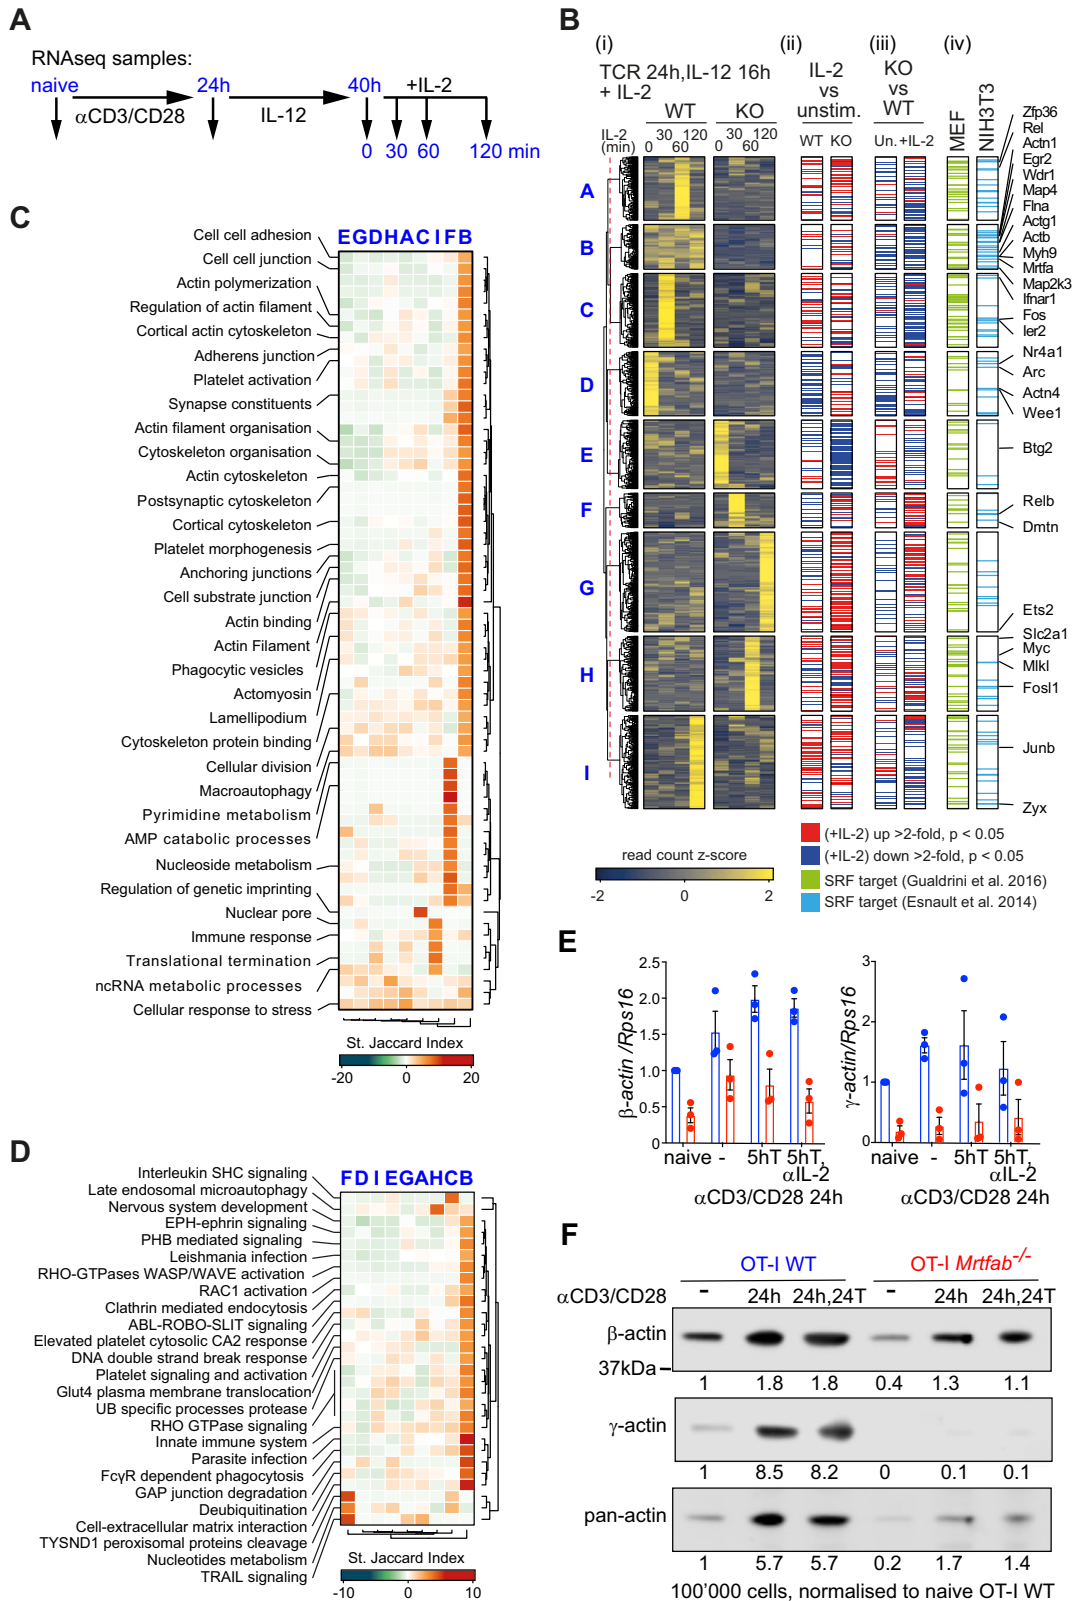 A
RNAseq samples:
naive
24h
40h
+IL-2
αCD3/CD28
IL-12
0 30 60 120 min
B
(i)
(ii)
(iii)
(iv)
TCR 24h,IL-12 16h
+ IL-2
WT
KO
IL-2
(min)
0 30 60 120
0 30 60 120
IL-2
vs
unstim.
WT KO
KO
vs
WT
Un. +IL-2
MEF
NIH3T3
A
B
C
D
E
F
G
H
I
Zfp36
Rel
Actn1
Egr2
Wdr1
Map4
Flna
Actg1
Actb
Myh9
Mrtfa
Map2k3
Ifnar1
Fos
Ier2
Nr4a1
Arc
Actn4
Wee1
Btg2
Relb
Dmtn
Ets2
Slc2a1
Myc
Mlkl
Fosl1
Junb
Zyx
read count z-score
-2 0 2
(+IL-2) up >2-fold, p < 0.05
(+IL-2) down >2-fold, p < 0.05
SRF target (Gualdrini et al. 2016)
SRF target (Esnault et al. 2014)
C
E G D H A C I F B
Cell cell adhesion
Cell cell junction
Actin polymerization
Regulation of actin filament
Cortical actin cytoskeleton
Adherens junction
Platelet activation
Synapse constituents
Actin filament organisation
Cytoskeleton organisation
Actin cytoskeleton
Postsynaptic cytoskeleton
Cortical cytoskeleton
Platelet morphogenesis
Anchoring junctions
Cell substrate junction
Actin binding
Actin Filament
Phagocytic vesicles
Actomyosin
Lamellipodium
Cytoskeleton protein binding
Cellular division
Macroautophagy
Pyrimidine metabolism
AMP catabolic processes
Nucleoside metabolism
Regulation of genetic imprinting
Nuclear pore
Immune response
Translational termination
ncRNA metabolic processes
Cellular response to stress
St. Jaccard Index
-20 0 20
D
F D I E G A H C B
Interleukin SHC signaling
Late endosomal microautophagy
Nervous system development
EPH-ephrin signaling
PHB mediated signaling
Leishmania infection
RHO-GTPases WASP/WAVE activation
RAC1 activation
Clathrin mediated endocytosis
ABL-ROBO-SLIT signaling
Elevated platelet cytosolic CA2 response
DNA double strand break response
Platelet signaling and activation
Glut4 plasma membrane translocation
UB specific processes protease
RHO GTPase signaling
Innate immune system
Parasite infection
FcγR dependent phagocytosis
GAP junction degradation
Deubiquitination
Cell-extracellular matrix interaction
TYSND1 peroxisomal proteins cleavage
Nucleotides metabolism
TRAIL signaling
St. Jaccard Index
-10 0 10
E
β-actin /Rps16
2.5
2.0
1.5
1.0
0.5
0
naive - 5hT 5hT,
αIL-2
αCD3/CD28 24h
γ-actin/Rps16
3
2
1
0
naive - 5hT 5hT,
αIL-2
αCD3/CD28 24h
F
OT-I WT
OT-I Mrtfab-/-
αCD3/CD28 - 24h 24h,24T - 24h 24h,24T
β-actin
37kDa
1 1.8 1.8 0.4 1.3 1.1
γ-actin
1 8.5 8.2 0 0.1 0.1
pan-actin
1 5.7 5.7 0.2 1.7 1.4
100'000 cells, normalised to naive OT-I WT